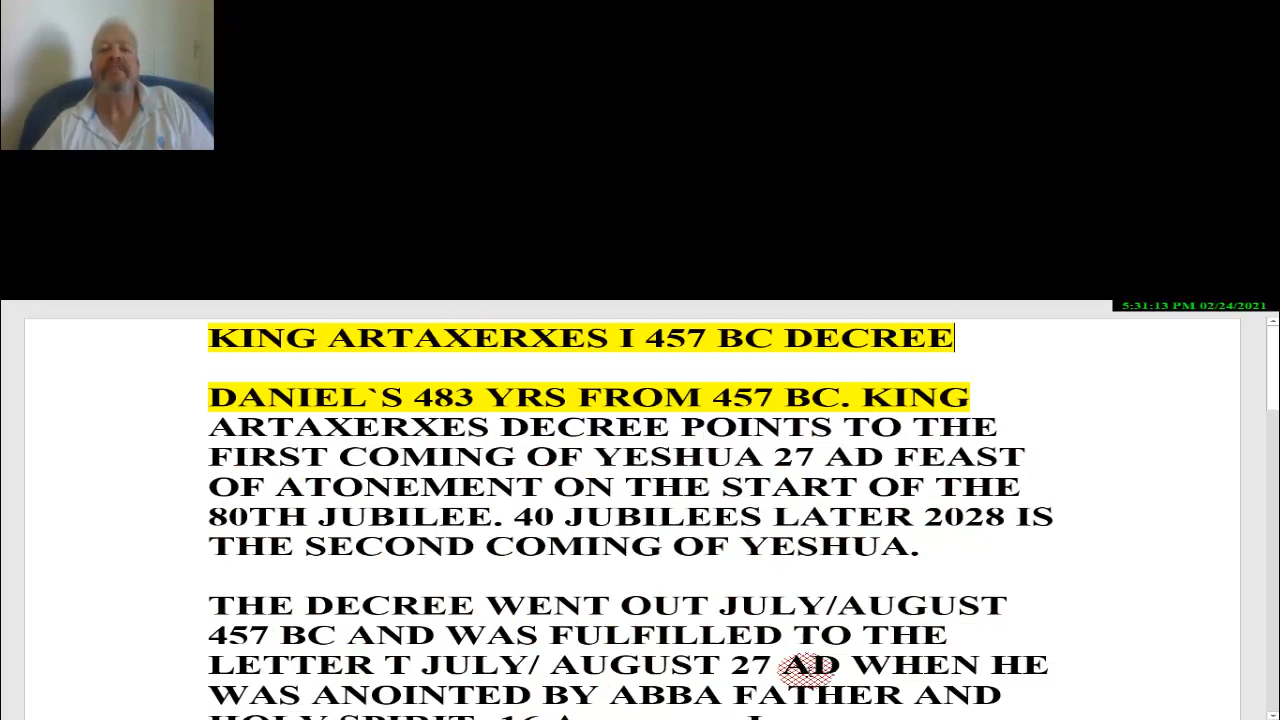 5:31:13 PM 02/24/2021
KING ARTAXERXES I 457 BC DECREE
DANIEL`S 483 YRS FROM 457 BC. KING
ARTAXERXES DECREE POINTS TO THE
FIRST COMING OF YESHUA 27 AD FEAST
OF ATONEMENT ON THE START OF THE
80TH JUBILEE. 40 JUBILEES LATER 2028 IS
THE SECOND COMING OF YESHUA.
THE DECREE WENT OUT JULY/AUGUST
457 BC AND WAS FULFILLED TO THE
LETTER T JULY/ AUGUST 27 AD WHEN HE
WAS ANOINTED BY ABBA FATHER AND
HOLY SPIRIT. 16